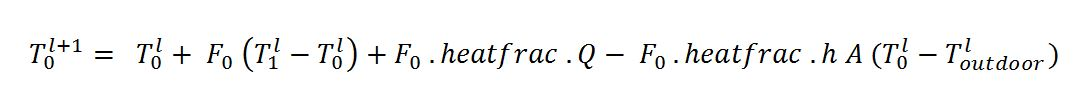 T_0^{l+1} = T_0^l + F_0 (T_1^l − T_0^l) + F_0 . heatfrac . Q − F_0 . heatfrac . h A (T_0^l − T_{outdoor}^l)